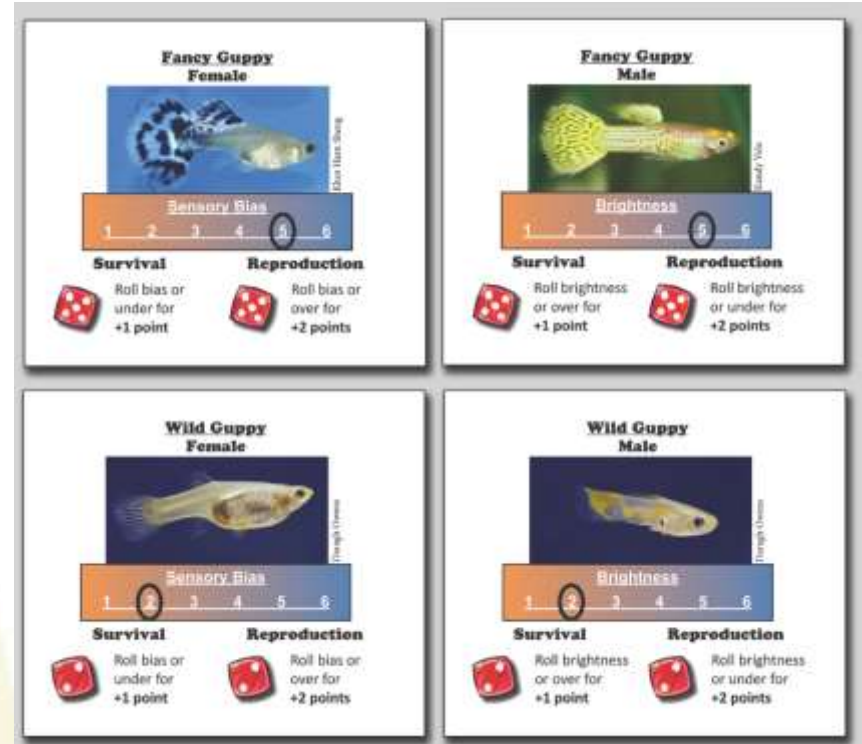 Fancy Guppy
Female
Sensory Bias
1 2 3 4 5 6
Survival
Roll bias or
under for
+1 point
Reproduction
Roll bias or
over for
+2 points
Fancy Guppy
Male
Brightness
1 2 3 4 5 6
Survival
Roll brightness
or over for
+1 point
Reproduction
Roll brightness
or under for
+2 points
Wild Guppy
Female
Sensory Bias
1 2 3 4 5 6
Survival
Roll bias or
under for
+1 point
Reproduction
Roll bias or
over for
+2 points
Wild Guppy
Male
Brightness
1 2 3 4 5 6
Survival
Roll brightness
or over for
+1 point
Reproduction
Roll brightness
or under for
+2 points